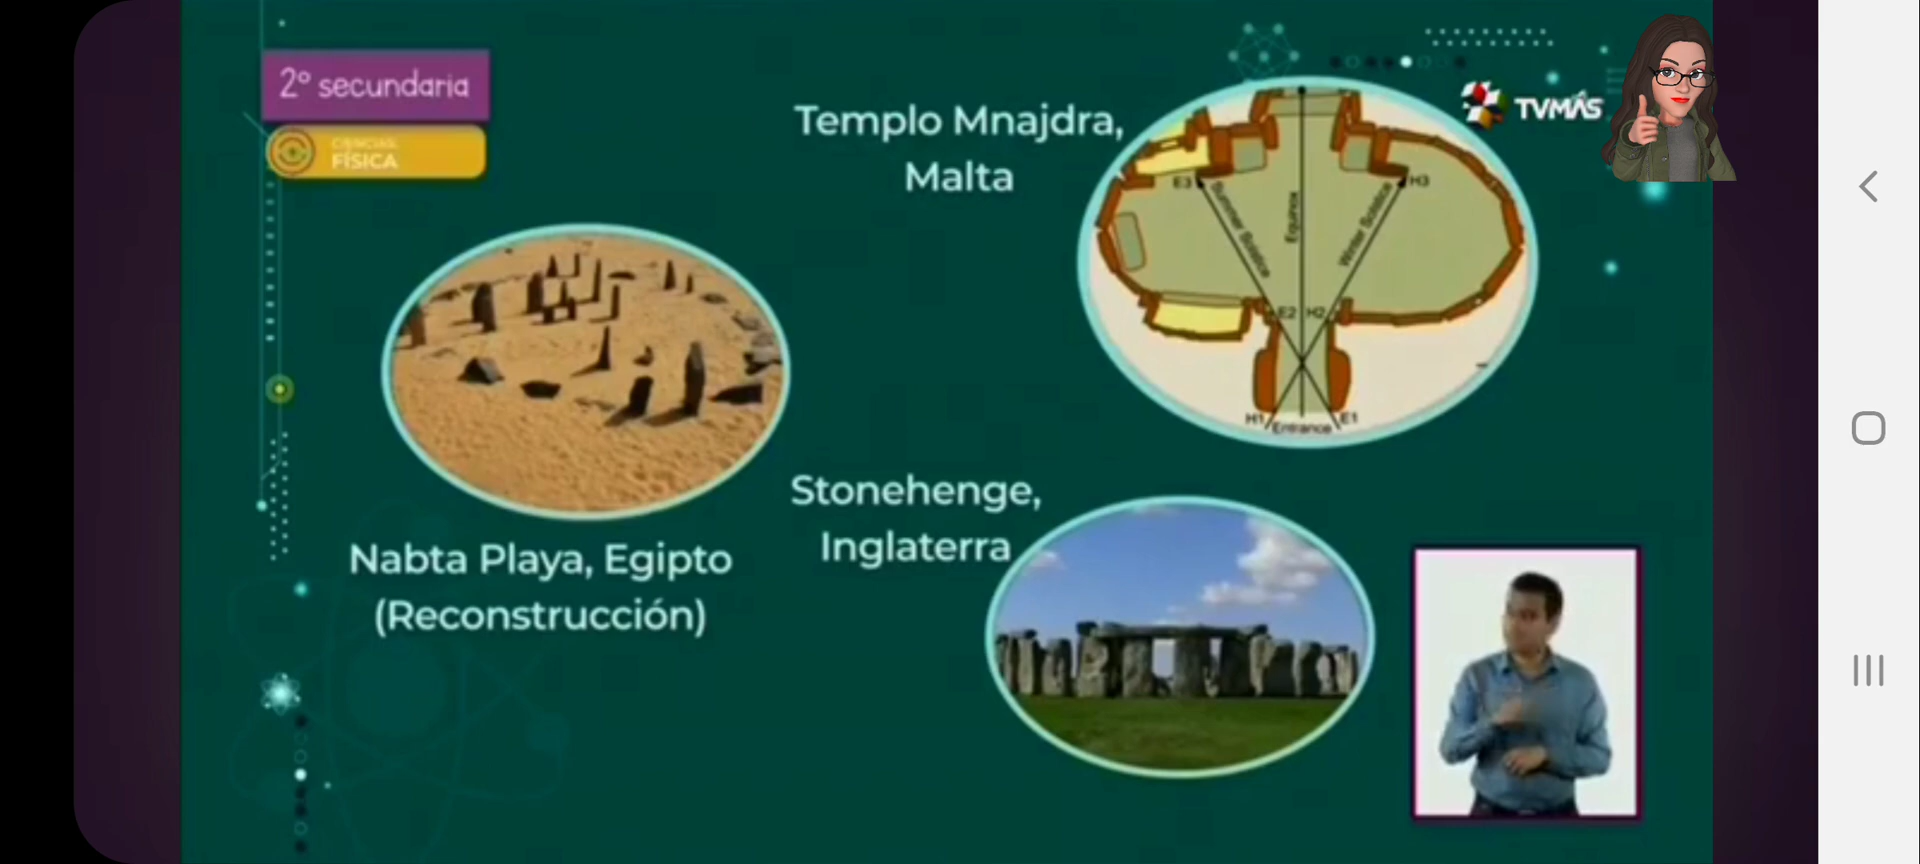 2° secundaria
CIENCIAS.
FÍSICA
TVMÁS
Templo Mnajdra,
Malta
E3
Summer Solstice
Equinox
Winter Solstice
H3
E2
H2
H1
Entrance
E1
Nabta Playa, Egipto
(Reconstrucción)
Stonehenge,
Inglaterra